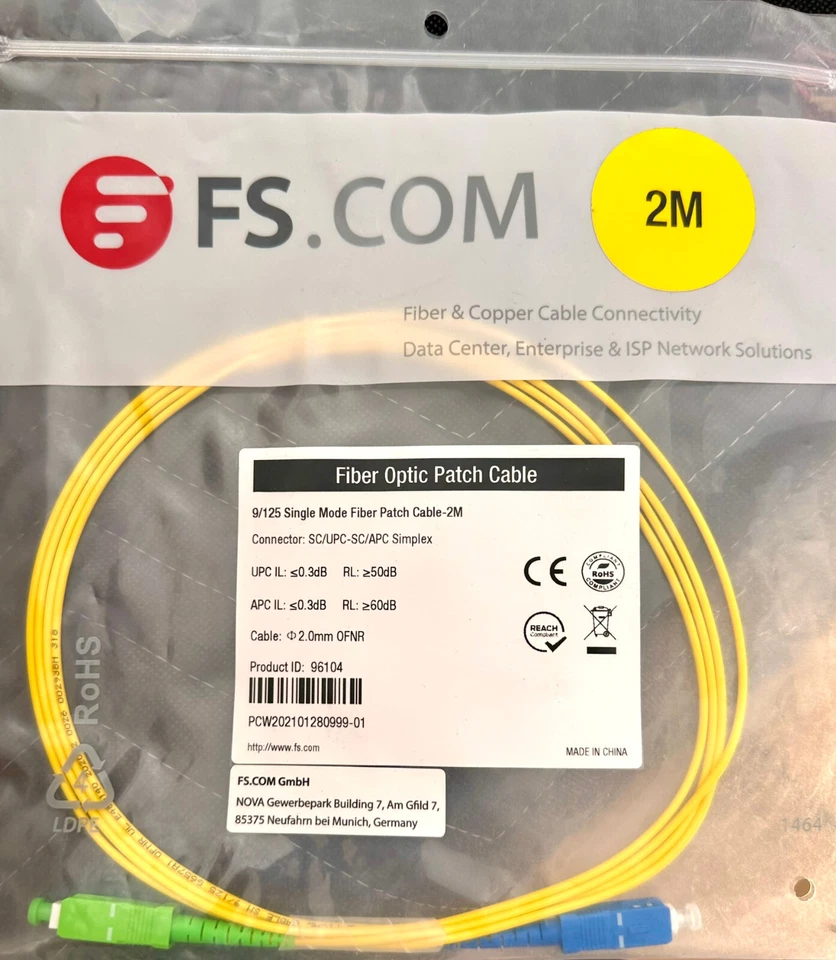 FS.COM
2M
Fiber & Copper Cable Connectivity
Data Center, Enterprise & ISP Network Solutions
Fiber Optic Patch Cable
9/125 Single Mode Fiber Patch Cable-2M
Connector: SC/UPC-SC/APC Simplex
UPC IL: ≤0.3dB RL: ≥50dB
APC IL: ≤0.3dB RL: ≥60dB
Cable: Φ2.0mm OFNR
Product ID: 96104
PCW202101280999-01
http://www.fs.com
CE
COMPLIANT
RoHS
COMPLIANT
REACH
Compliant
MADE IN CHINA
FS.COM GmbH
NOVA Gewerbepark Building 7, Am Gfild 7,
85375 Neufahrn bei Munich, Germany
RoHS
4
LDPE
1464